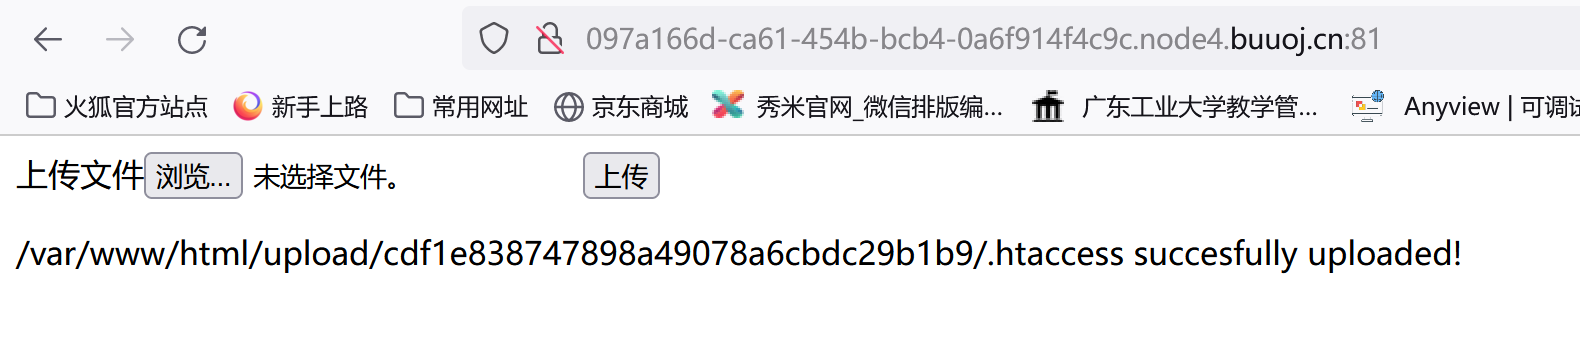 097a166d-ca61-454b-bcb4-0a6f914f4c9c.node4.buuoj.cn:81
火狐官方站点 新手上路 常用网址 京东商城 秀米官网_微信排版编... 广东工业大学教学管... Anyview | 可调试
上传文件 浏览... 未选择文件。 上传
/var/www/html/upload/cdf1e838747898a49078a6cbdc29b1b9/.htaccess succesfully uploaded!